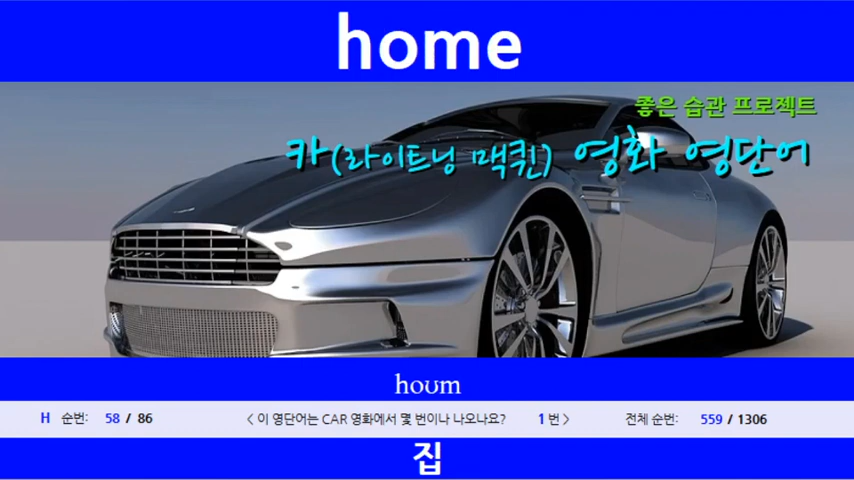 home
좋은 습관 프로젝트
카(라이트닝 맥퀸) 영화 영단어
houm
H 순번: 58 / 86 < 이 영단어는 CAR 영화에서 몇 번이나 나오나요? 1 번 > 전체 순번: 559 / 1306
집